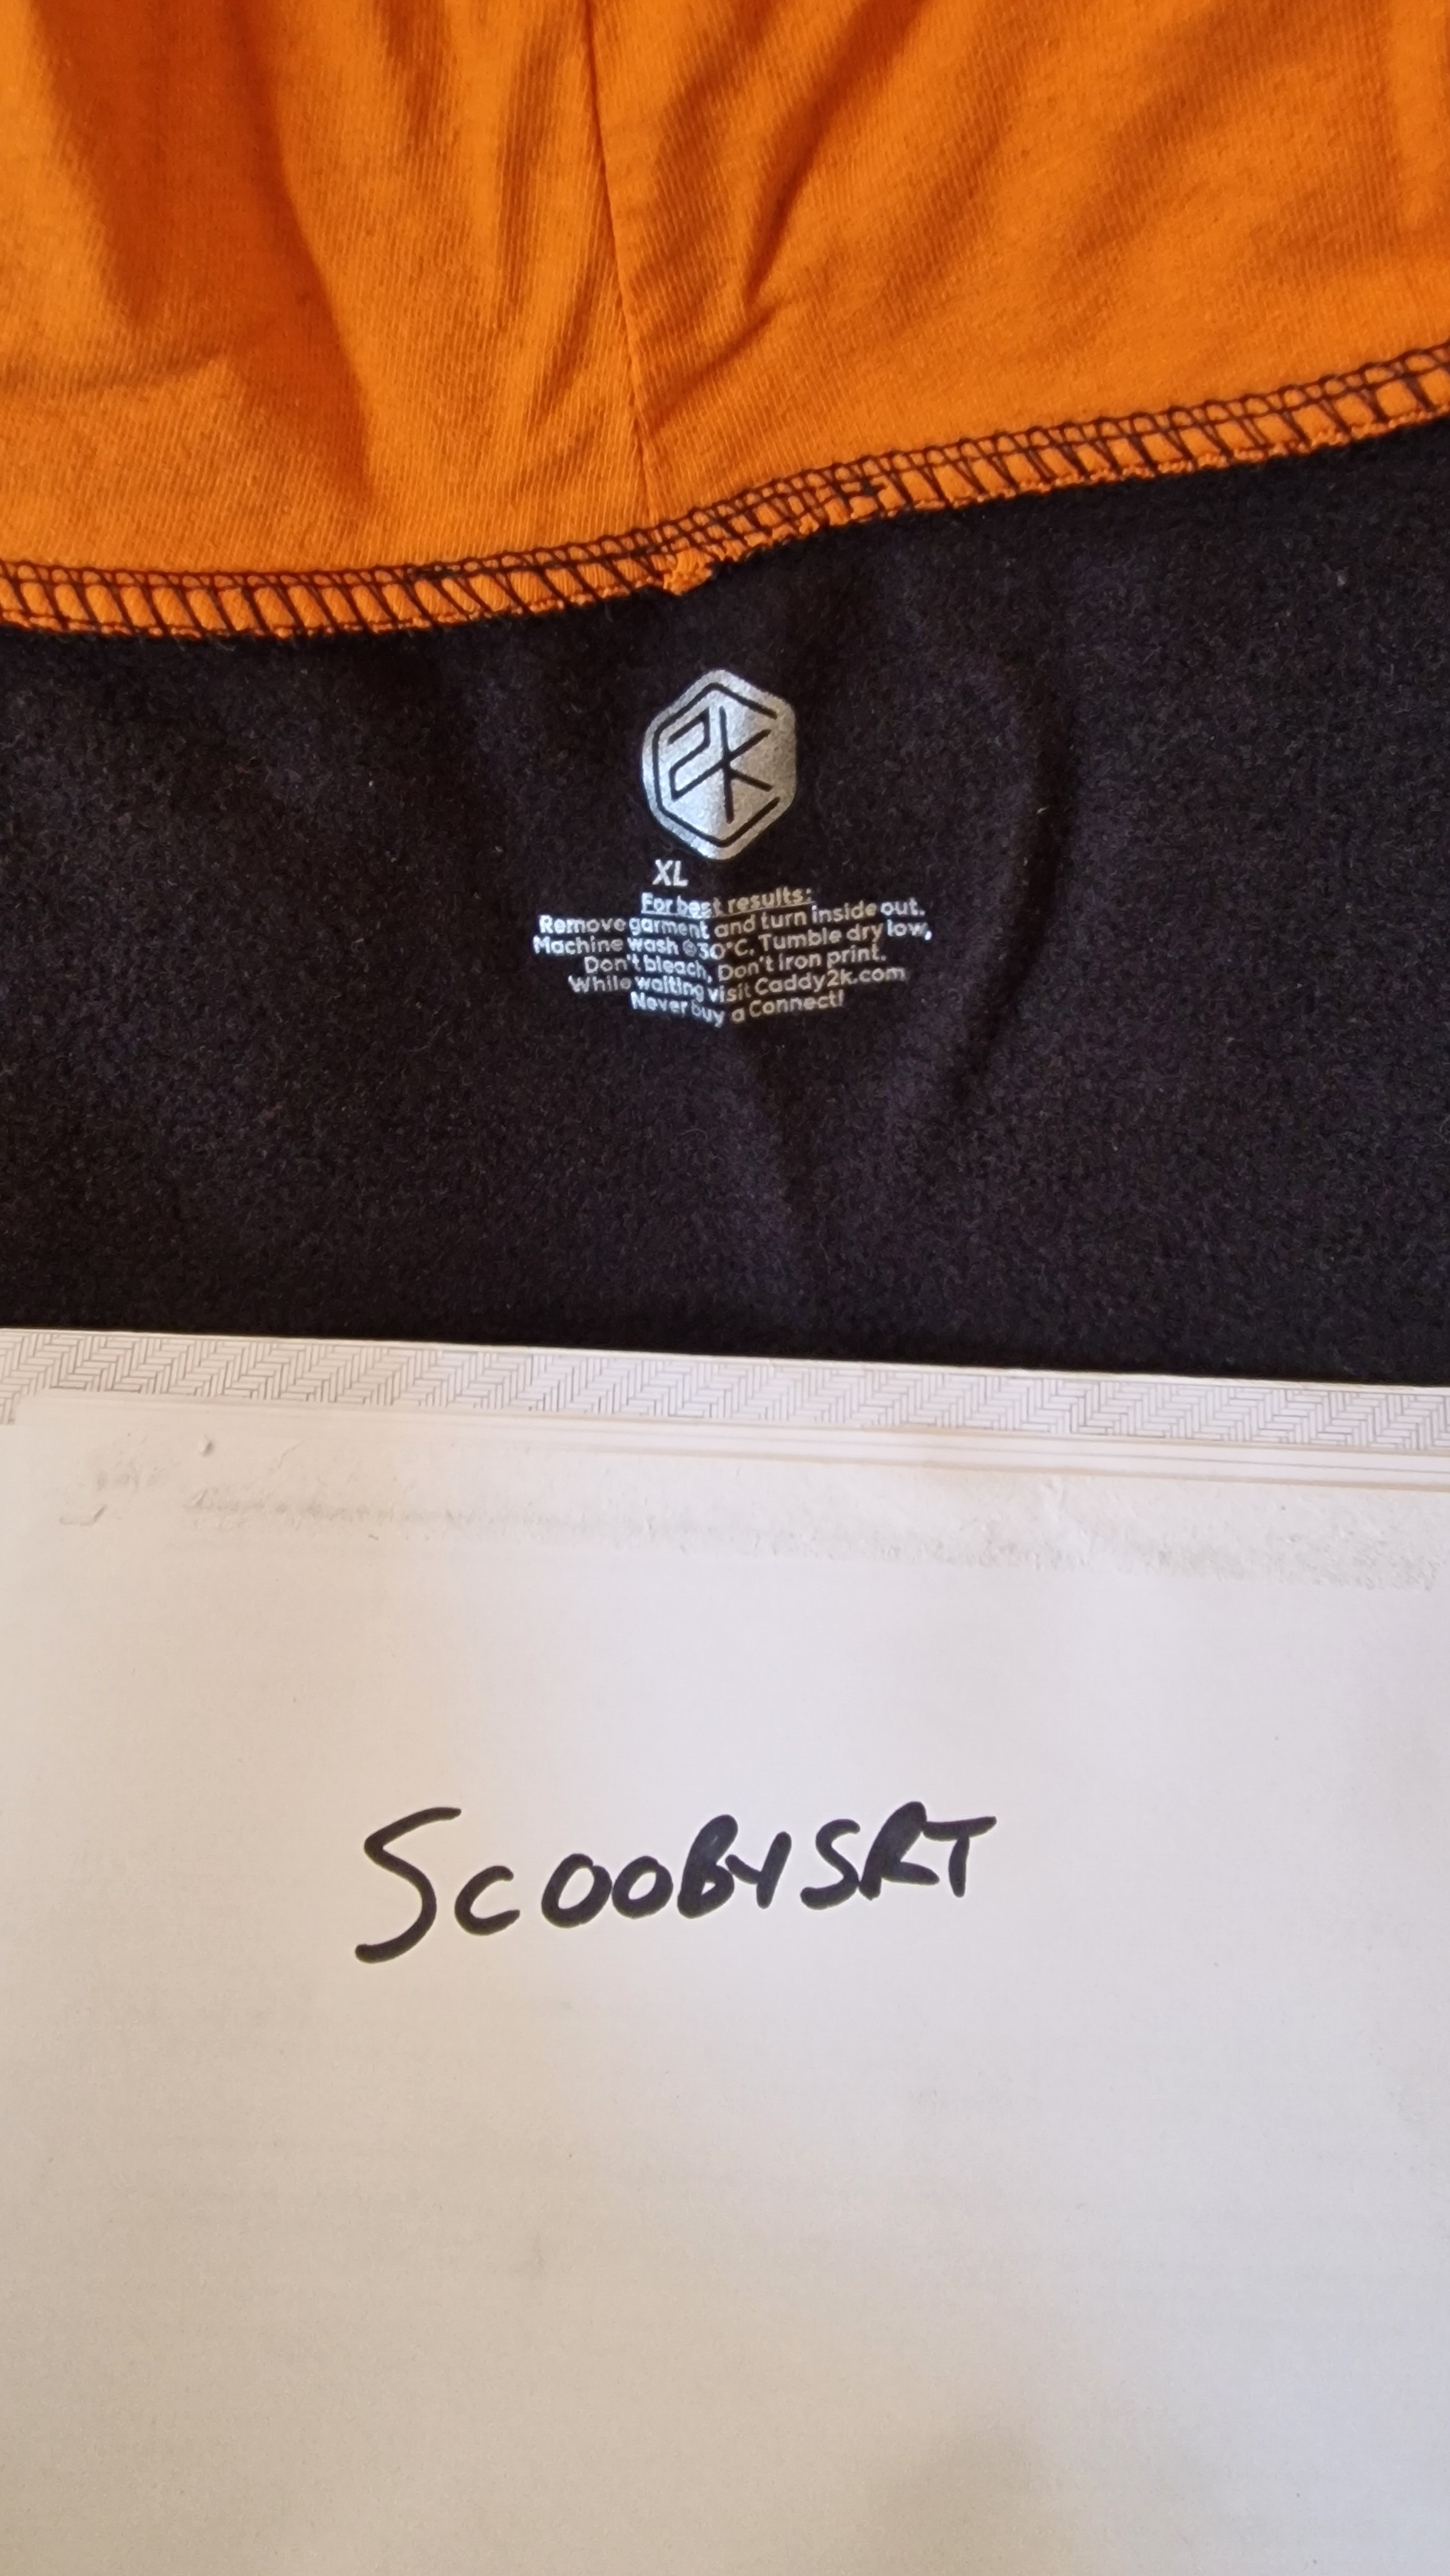 2K
XL
For best results:
Remove garment and turn inside out.
Machine wash @30°C. Tumble dry low,
Don't bleach, Don't iron print.
While waiting visit Caddy2k.com
Never buy a Connect!
SCOOBYSRT